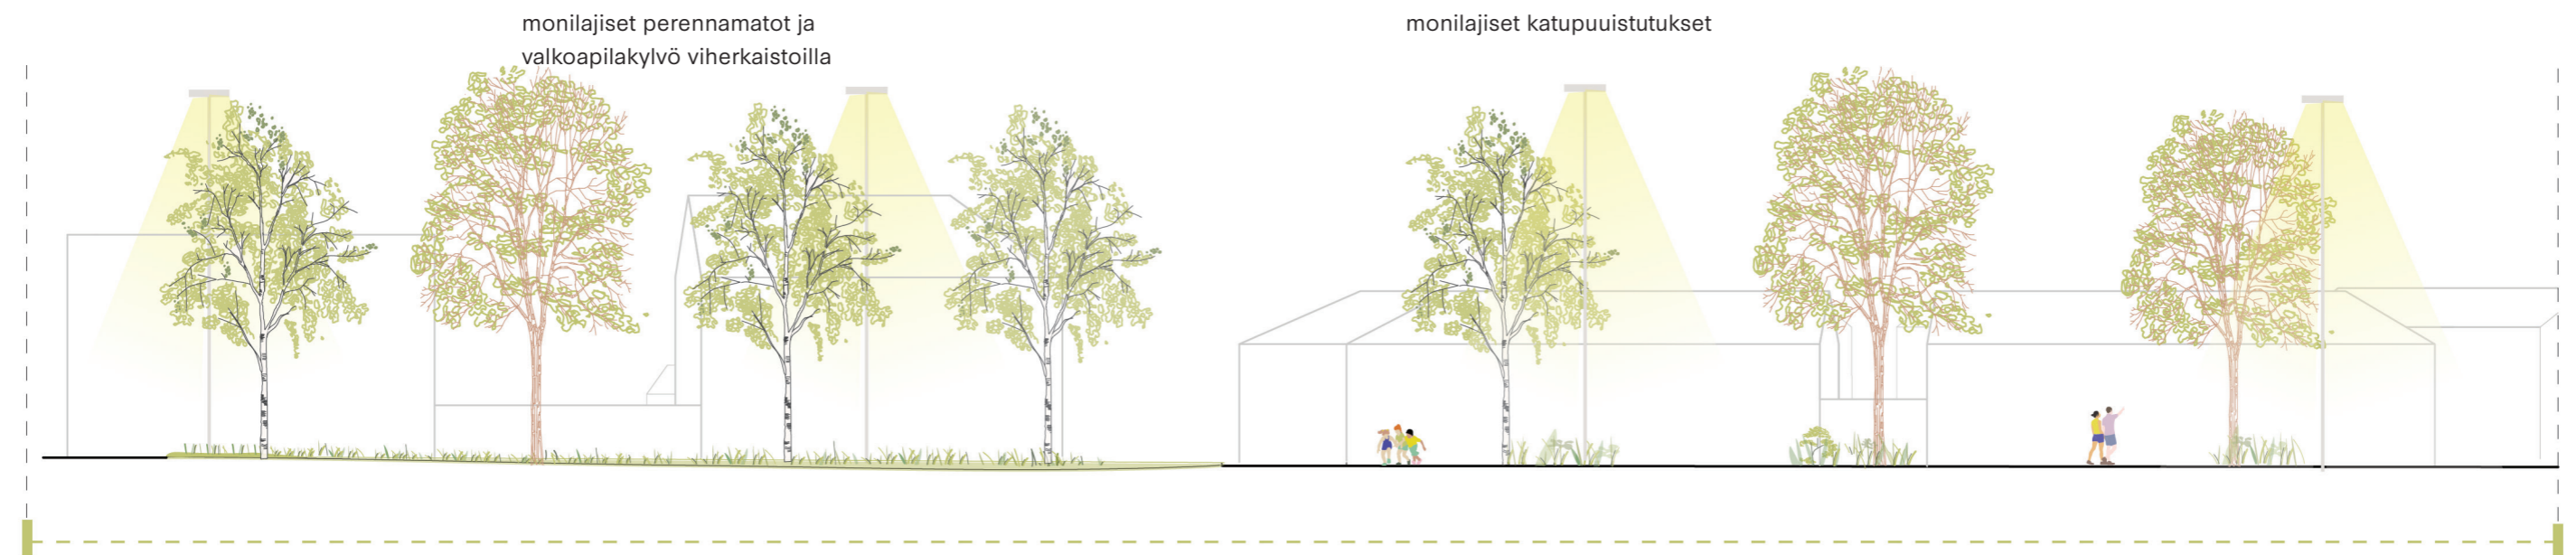 monilajiset perennamatot ja
valkoapilakylvö viherkaistoilla
monilajiset katupuuistutukset